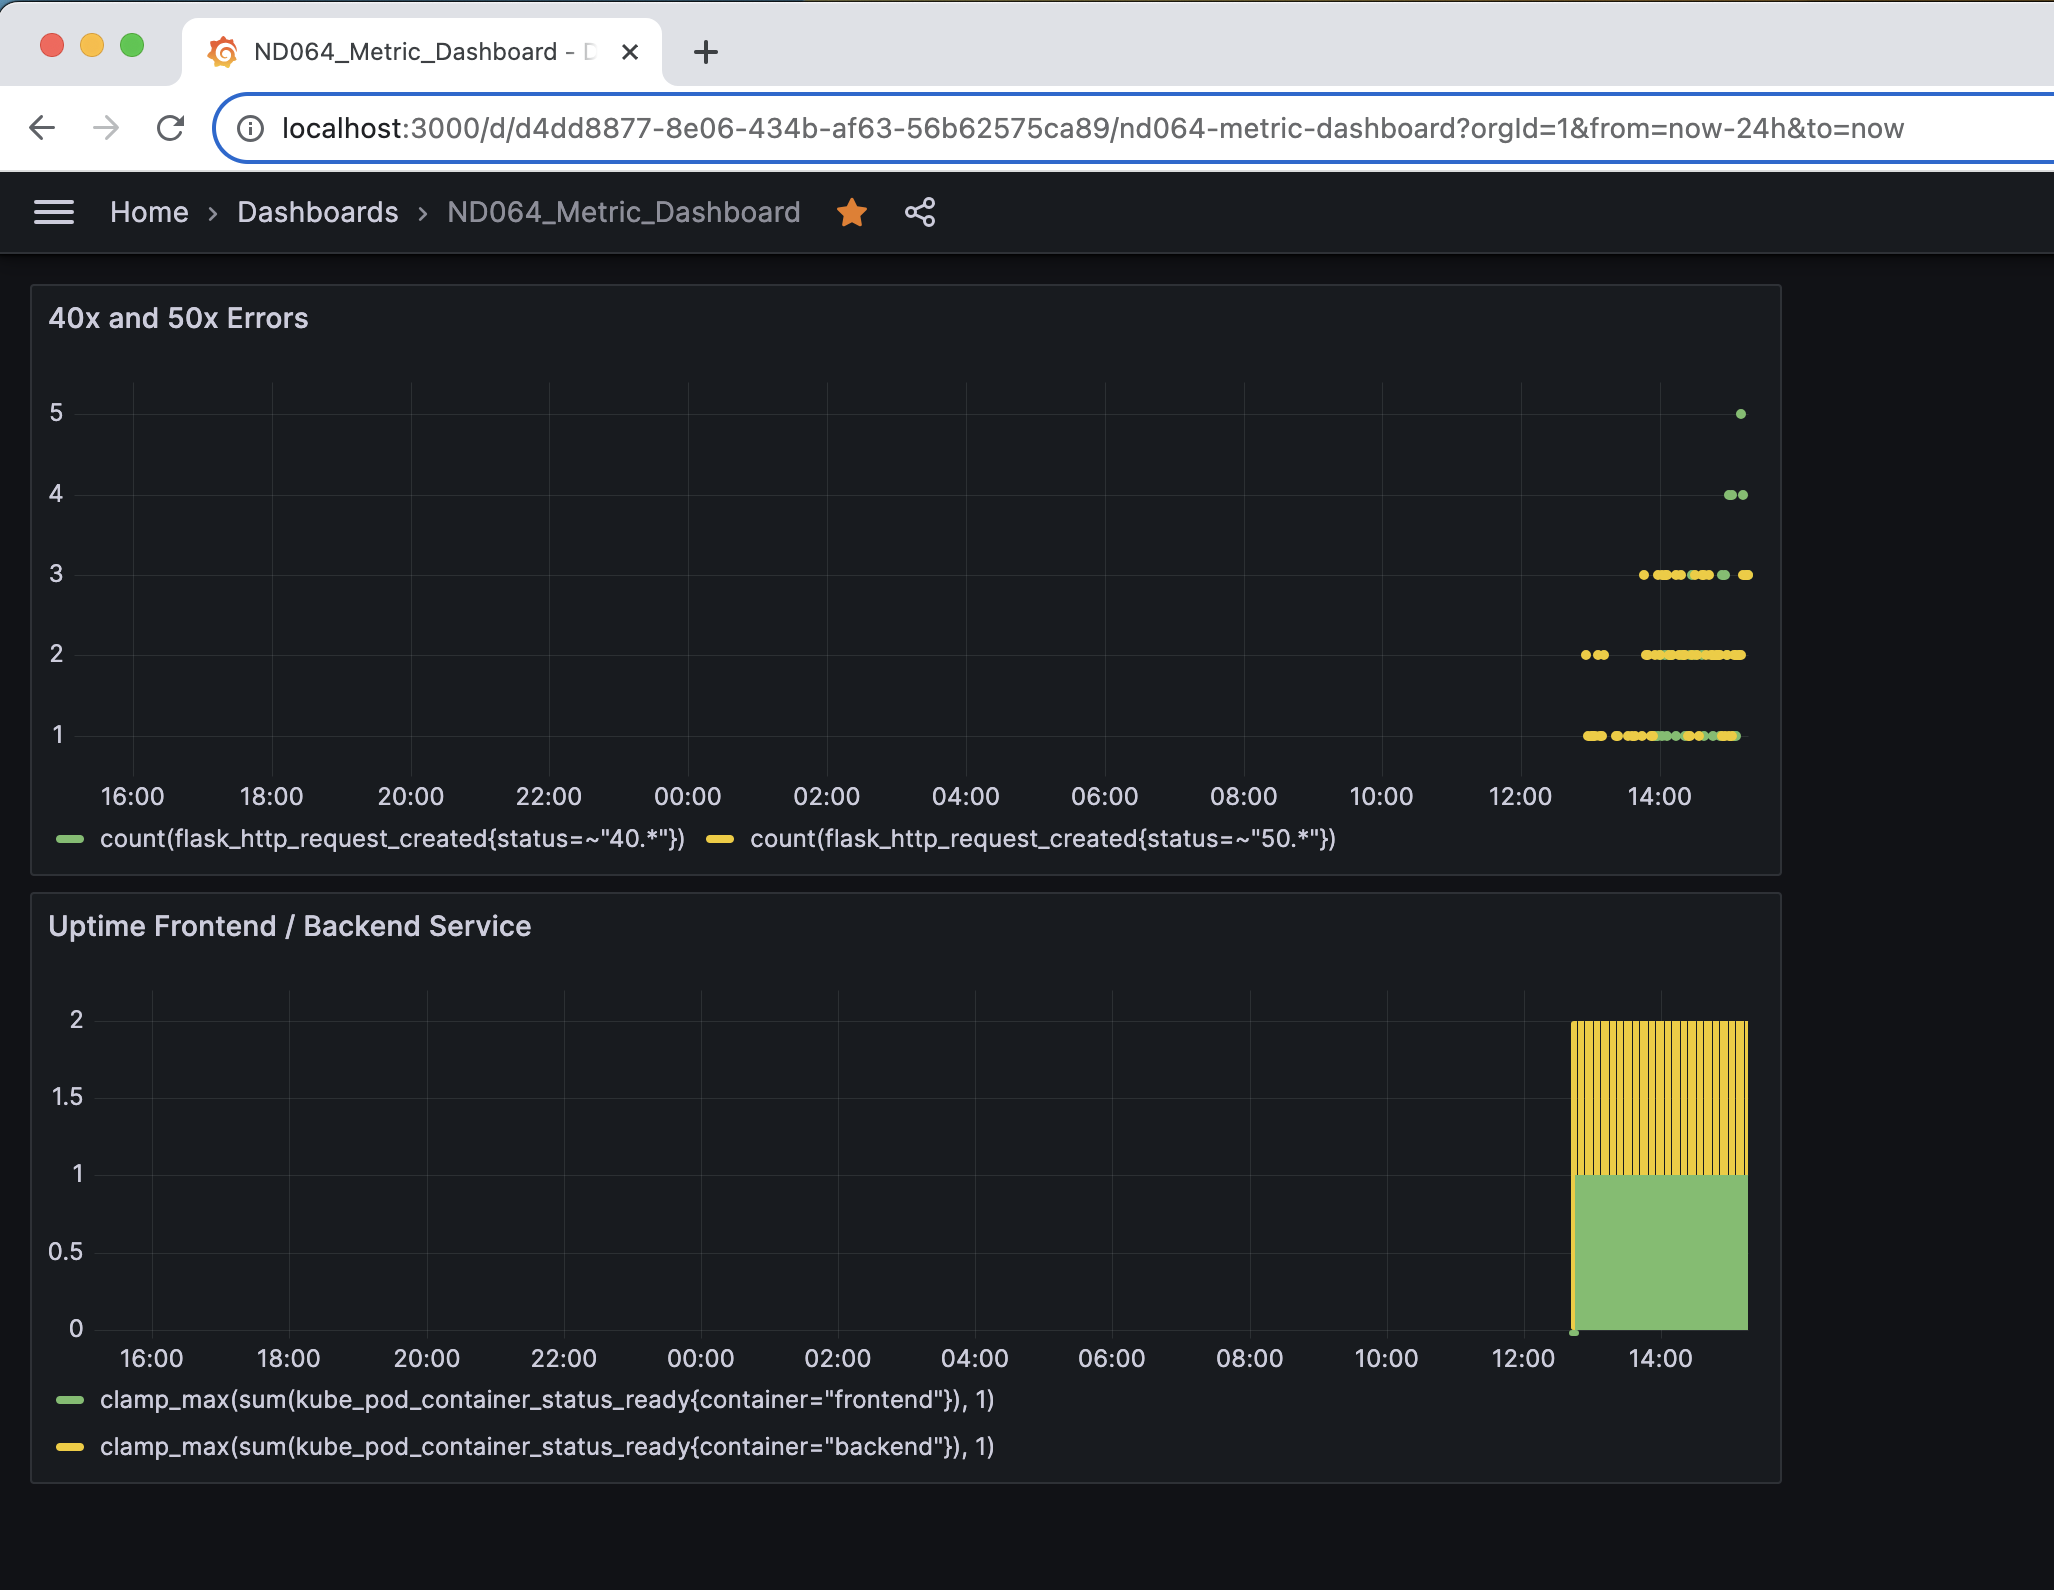 ND064_Metric_Dashboard - D
localhost:3000/d/d4dd8877-8e06-434b-af63-56b62575ca89/nd064-metric-dashboard?orgId=1&from=now-24h&to=now
Home › Dashboards › ND064_Metric_Dashboard
40x and 50x Errors
5
4
3
2
1
16:00 18:00 20:00 22:00 00:00 02:00 04:00 06:00 08:00 10:00 12:00 14:00
count(flask_http_request_created{status=~"40.*"}) count(flask_http_request_created{status=~"50.*"})
Uptime Frontend / Backend Service
2
1.5
1
0.5
0
16:00 18:00 20:00 22:00 00:00 02:00 04:00 06:00 08:00 10:00 12:00 14:00
clamp_max(sum(kube_pod_container_status_ready{container="frontend"}), 1)
clamp_max(sum(kube_pod_container_status_ready{container="backend"}), 1)